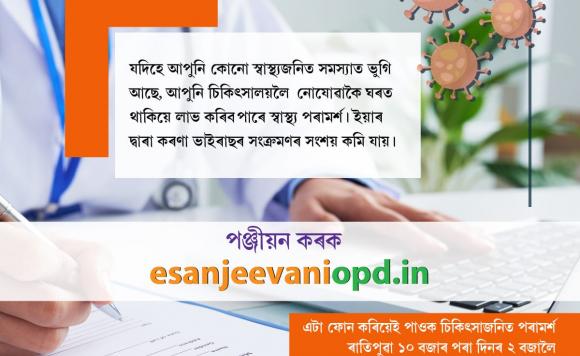 যদিহে আপুনি কোনো স্বাস্থ্যজনিত সমস্যাত ভুগি
আছে, আপুনি চিকিৎসালয়লৈ নোযোৱাকৈ ঘৰত
থাকিয়ে লাভ কৰিব পাৰে স্বাস্থ্য পৰামৰ্শ। ইয়াৰ
দ্বাৰা কৰণা ভাইৰাছৰ সংক্ৰমণৰ সংশয় কমি যায়।
পঞ্জীয়ন কৰক
esanjeevaniopd.in
এটা ফোন কৰিয়েই পাওক চিকিৎসাজনিত পৰামৰ্শ
ৰাতিপুৱা ১০ বজাৰ পৰা দিনৰ ২ বজালৈ